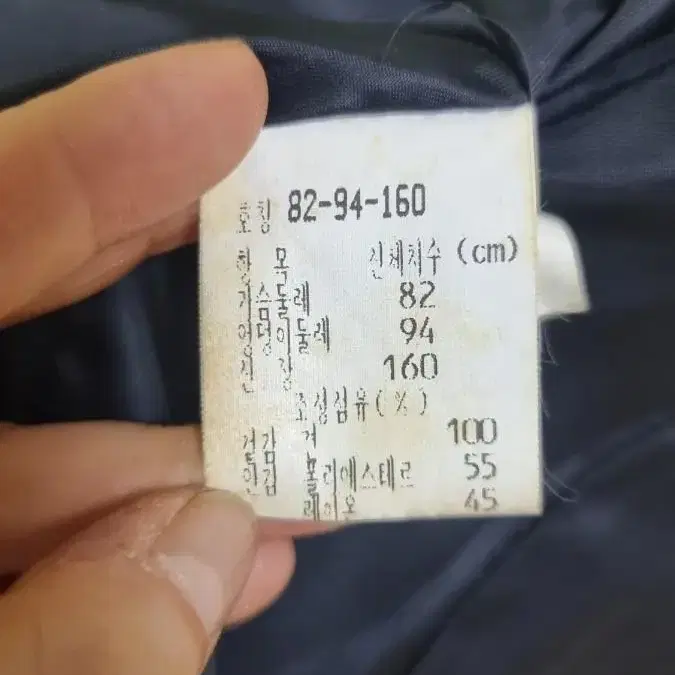 호칭 82-94-160
항 목 신체치수 (cm)
가슴둘레 82
엉덩이둘레 94
신 장 160
조성섬유(%)
겉감 100
안감 폴리에스테르 55
레이온 45